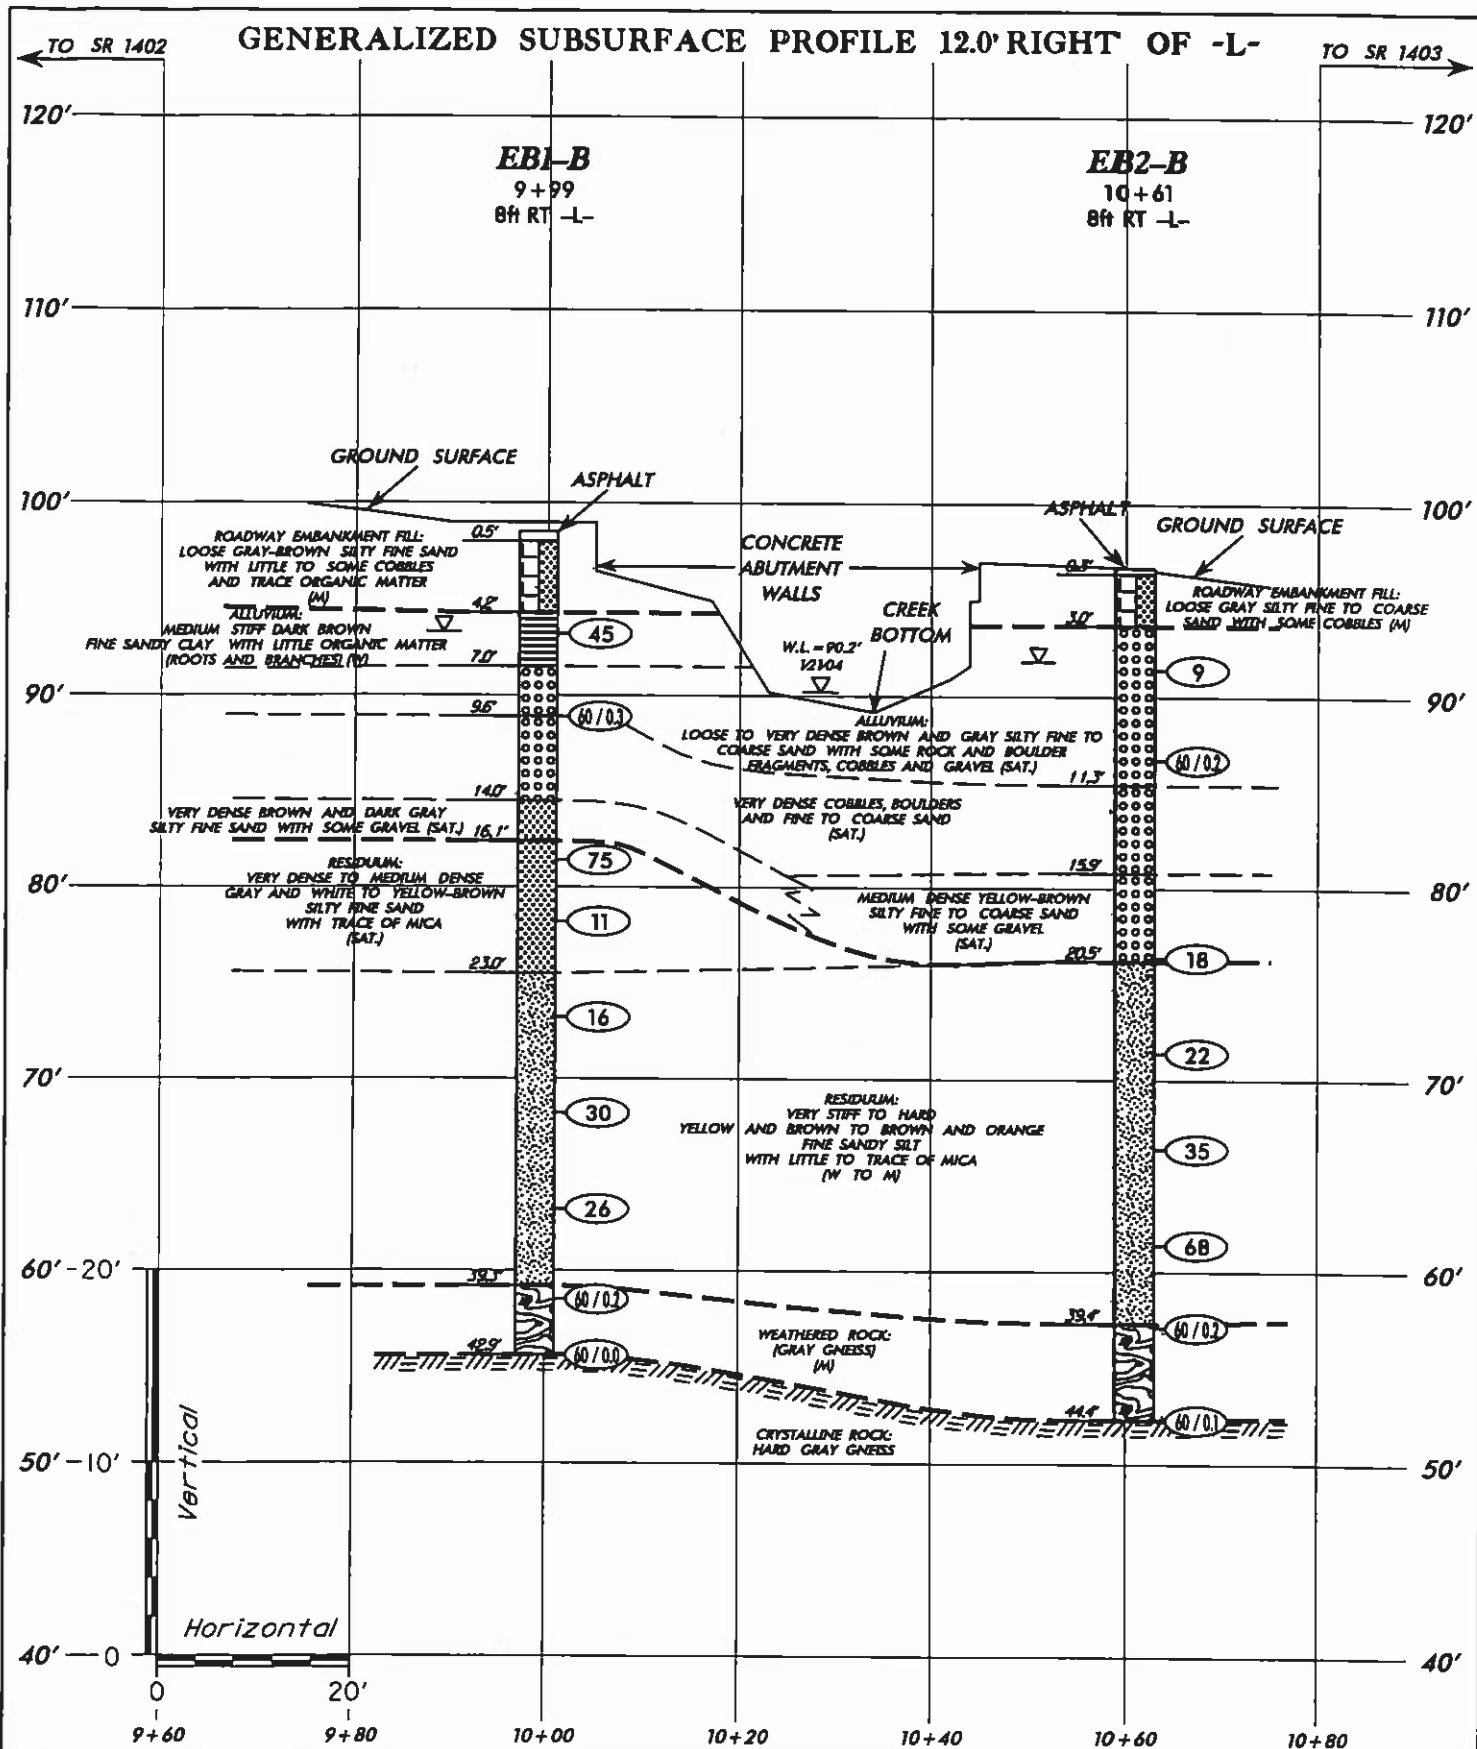 GENERALIZED SUBSURFACE PROFILE 12.0' RIGHT OF -L-
TO SR 1402
TO SR 1403
120'
120'
EB1-B
9+99
8ft RT -L-
EB2-B
10+61
8ft RT -L-
110'
110'
GROUND SURFACE
ASPHALT
100'
100'
ASPHALT
GROUND SURFACE
ROADWAY EMBANKMENT FILL:
LOOSE GRAY-BROWN SILTY FINE SAND
WITH LITTLE TO SOME COBBLES
AND TRACE ORGANIC MATTER
(M)
0.5'
CONCRETE
ABUTMENT
WALLS
ROADWAY EMBANKMENT FILL:
LOOSE GRAY SILTY FINE TO COARSE
SAND WITH SOME COBBLES (M)
4.2'
3.0'
ALLUVIUM:
MEDIUM STIFF DARK BROWN
FINE SANDY CLAY WITH LITTLE ORGANIC MATTER
(ROOTS AND BRANCHES) (W)
45
CREEK
BOTTOM
W.L. = 90.2'
1/21/04
7.0'
9
90'
90'
9.6'
60 / 0.3
ALLUVIUM:
LOOSE TO VERY DENSE BROWN AND GRAY SILTY FINE TO
COARSE SAND WITH SOME ROCK AND BOULDER
FRAGMENTS, COBBLES AND GRAVEL (SAT.)
60 / 0.2
11.3'
14.0'
VERY DENSE COBBLES, BOULDERS
AND FINE TO COARSE SAND
(SAT.)
VERY DENSE BROWN AND DARK GRAY
SILTY FINE SAND WITH SOME GRAVEL (SAT.)
16.1'
75
15.9'
RESIDUUM:
VERY DENSE TO MEDIUM DENSE
GRAY AND WHITE TO YELLOW-BROWN
SILTY FINE SAND
WITH TRACE OF MICA
(SAT.)
80'
80'
MEDIUM DENSE YELLOW-BROWN
SILTY FINE TO COARSE SAND
WITH SOME GRAVEL
(SAT.)
11
23.0'
20.5'
18
16
22
70'
70'
30
RESIDUUM:
VERY STIFF TO HARD
YELLOW AND BROWN TO BROWN AND ORANGE
FINE SANDY SILT
WITH LITTLE TO TRACE OF MICA
(W TO M)
35
26
68
60'
20'
60'
39.3'
60 / 0.2
39.4'
60 / 0.2
WEATHERED ROCK:
(GRAY GNEISS)
(M)
42.9'
60 / 0.0
44.4'
60 / 0.1
CRYSTALLINE ROCK:
HARD GRAY GNEISS
50'
10'
50'
Vertical
Horizontal
40'
0
40'
0
20'
9+60
9+80
10+00
10+20
10+40
10+60
10+80